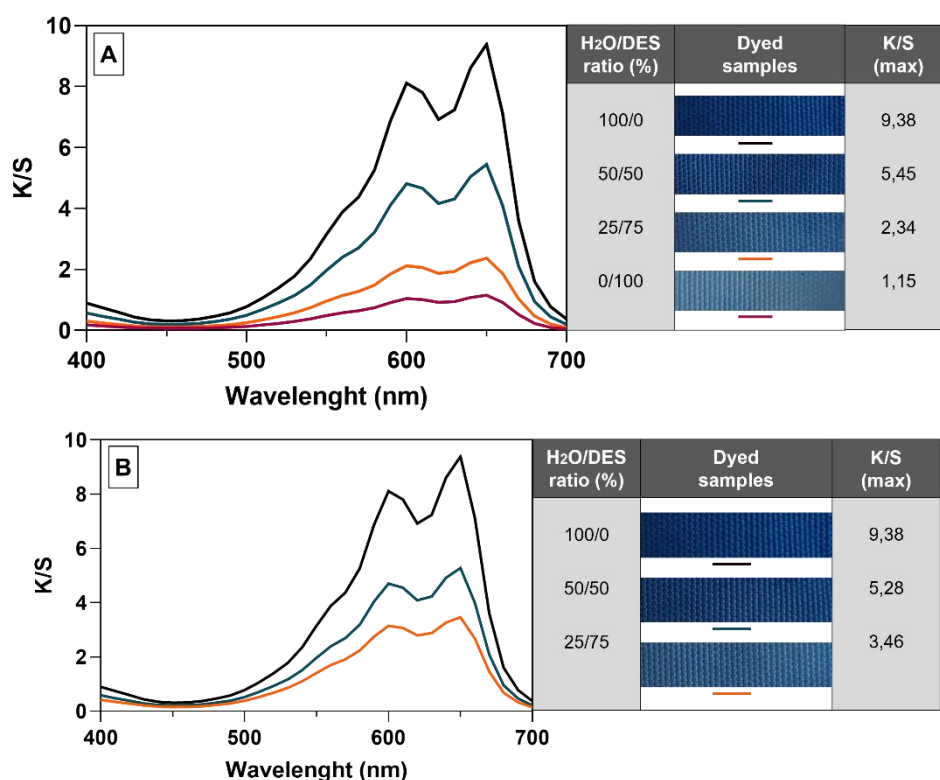 A
10
8
6
4
2
0
K/S
400
500
600
700
Wavelenght (nm)
H2O/DES ratio (%)
Dyed samples
K/S (max)
100/0
9,38
50/50
5,45
25/75
2,34
0/100
1,15
B
10
8
6
4
2
0
K/S
400
500
600
700
Wavelenght (nm)
H2O/DES ratio (%)
Dyed samples
K/S (max)
100/0
9,38
50/50
5,28
25/75
3,46